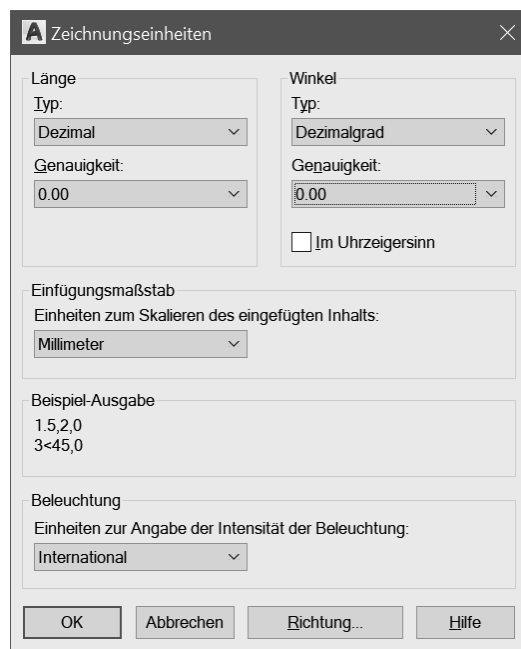 Zeichnungseinheiten
Länge
Typ:
Dezimal
Genauigkeit:
0.00
Winkel
Typ:
Dezimalgrad
Genauigkeit:
0.00
Im Uhrzeigersinn
Einfügungsmaßstab
Einheiten zum Skalieren des eingefügten Inhalts:
Millimeter
Beispiel-Ausgabe
1.5,2,0
3<45,0
Beleuchtung
Einheiten zur Angabe der Intensität der Beleuchtung:
International
OK Abbrechen Richtung... Hilfe